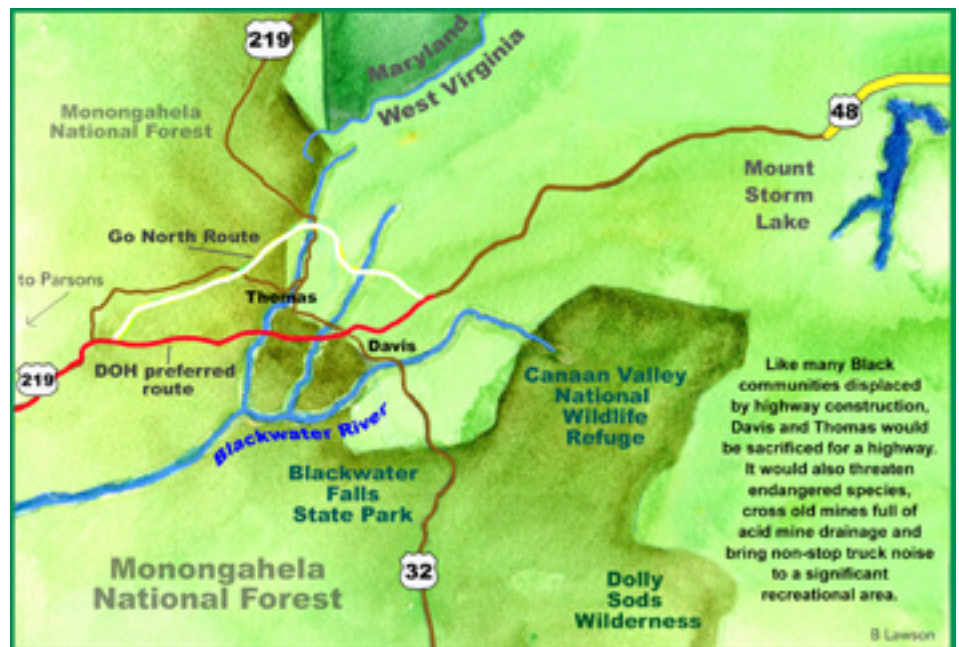 219
Maryland
West Virginia
Monongahela
National Forest
48
Mount
Storm
Lake
Go North Route
to Parsons
Thomas
Davis
219
DOH preferred
route
Canaan Valley
National
Wildlife
Refuge
Like many Black
communities displaced
by highway construction,
Davis and Thomas would
be sacrificed for a highway.
It would also threaten
endangered species,
cross old mines full of
acid mine drainage and
bring non-stop truck noise
to a significant
recreational area.
Blackwater River
Blackwater
Falls
State Park
32
Monongahela
National Forest
Dolly
Sods
Wilderness
B Lawson